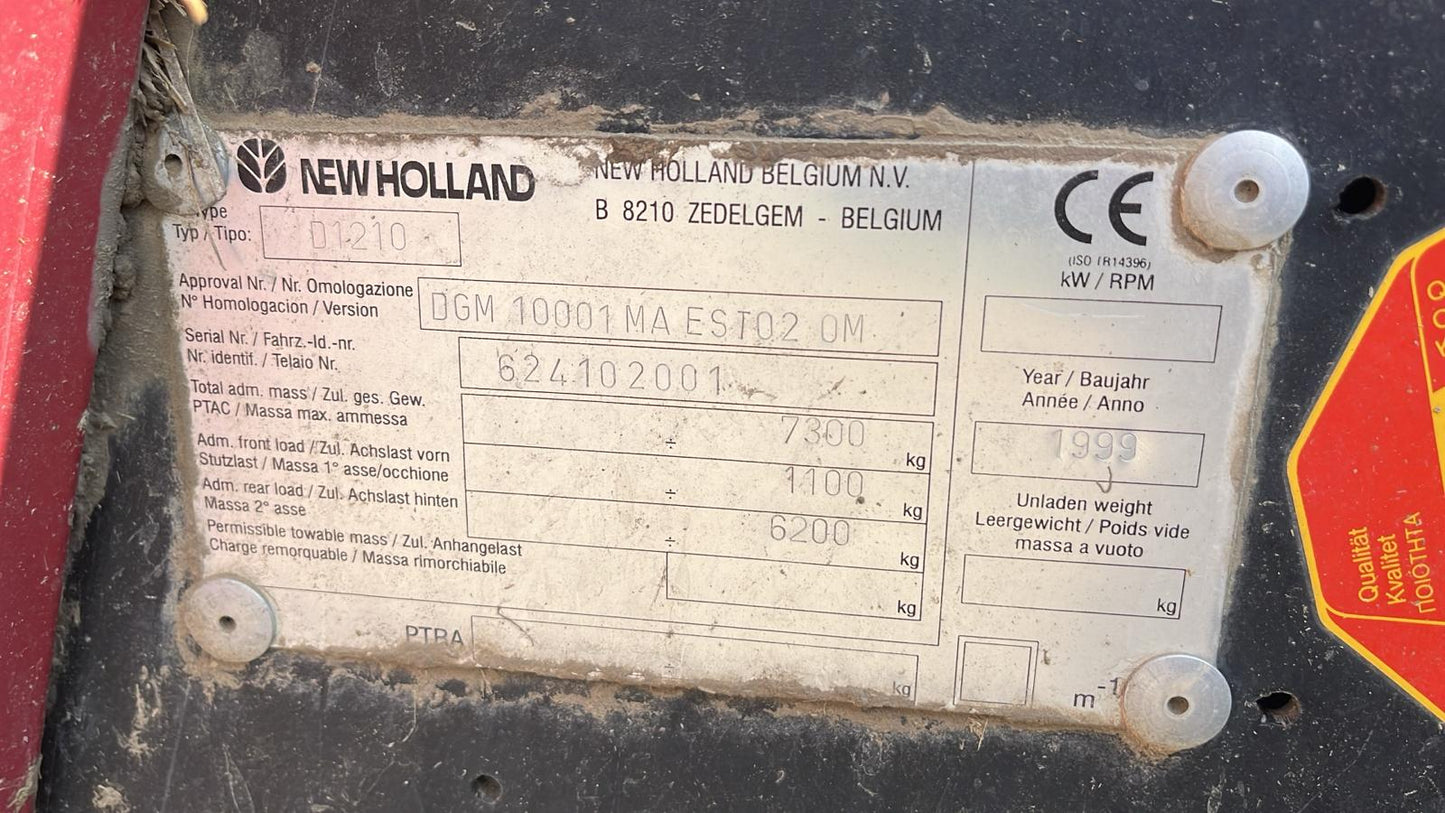 NEW HOLLAND
NEW HOLLAND BELGIUM N.V.
B 8210 ZEDELGEM - BELGIUM
Type
Typ / Tipo: D1210
Approval Nr. / Nr. Omologazione
N° Homologacion / Version
DGM 10001 MA EST02 0M
Serial Nr. / Fahrz.-Id.-nr.
Nr. identif. / Telaio Nr.
624102001
Total adm. mass / Zul. ges. Gew.
PTAC / Massa max. ammessa
÷ 7300 kg
Adm. front load / Zul. Achslast vorn
Stutzlast / Massa 1° asse/occhione
÷ 1100 kg
Adm. rear load / Zul. Achslast hinten
Massa 2° asse
÷ 6200 kg
Permissible towable mass / Zul. Anhangelast
Charge remorquable / Massa rimorchiabile
kg
PTRA
kg
CE
(ISO TR14396)
kW / RPM
Year / Baujahr
Année / Anno
1999
Unladen weight
Leergewicht / Poids vide
massa a vuoto
kg
m-1
Qualität
Kvalitet
ΠΟΙΌΤΗΤΑ